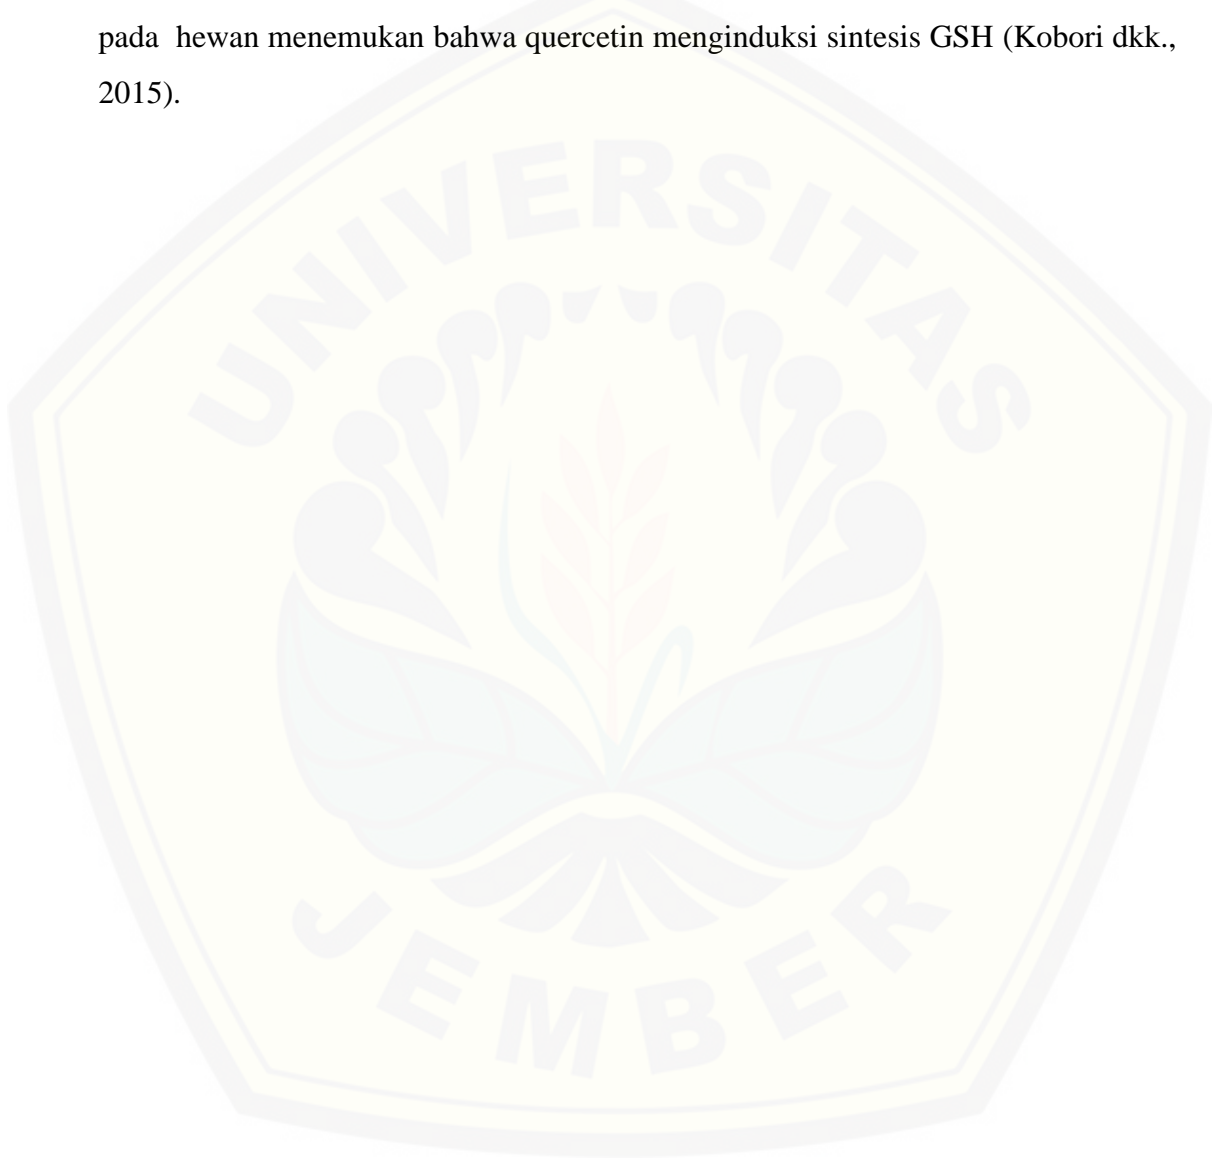 pada  hewan menemukan bahwa quercetin menginduksi sintesis GSH (Kobori dkk.,
2015).
UNIVERSITAS
JEMBER